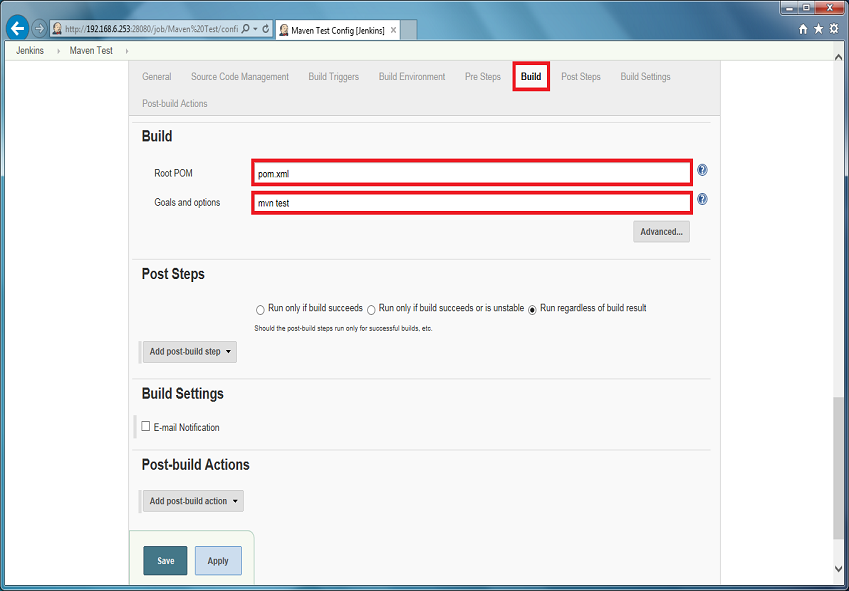 http://192.168.6.253:28080/job/Maven%20Test/confi
Maven Test Config [Jenkins]
Jenkins
Maven Test
General Source Code Management Build Triggers Build Environment Pre Steps Build Post Steps Build Settings
Post-build Actions
Build
Root POM pom.xml
Goals and options mvn test
Advanced...
Post Steps
Run only if build succeeds Run only if build succeeds or is unstable Run regardless of build result
Should the post-build steps run only for successful builds, etc.
Add post-build step
Build Settings
E-mail Notification
Post-build Actions
Add post-build action
Save Apply